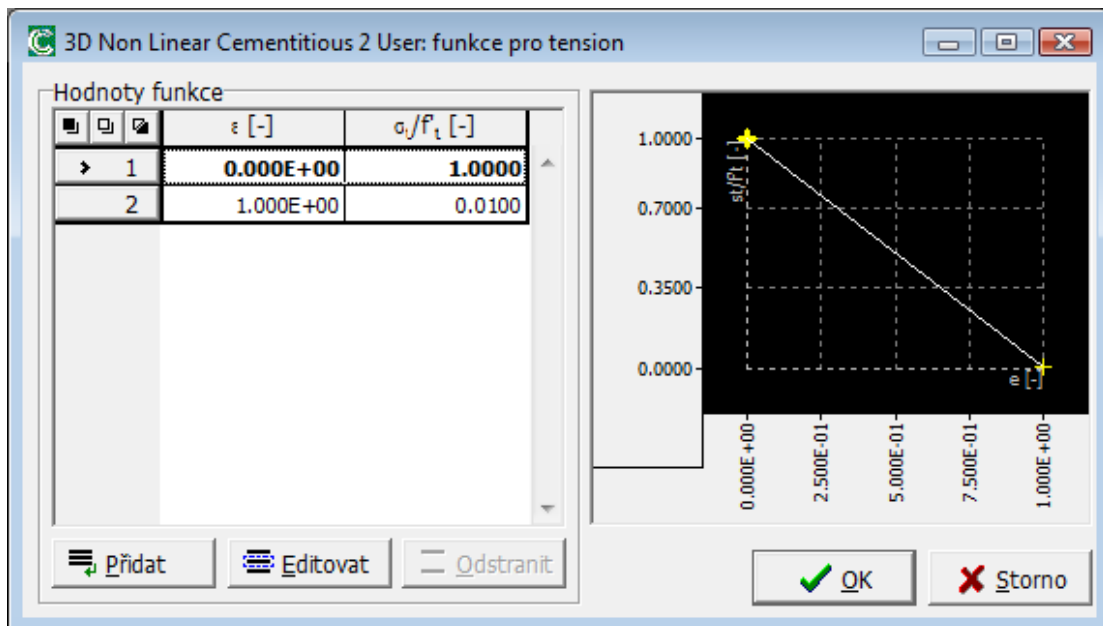 3D Non Linear Cementitious 2 User: funkce pro tension
Hodnoty funkce
ε [-] σᵢ/f'ₜ [-]
1 0.000E+00 1.0000
2 1.000E+00 0.0100
Přidat Editovat Odstranit
1.0000
0.7000
0.3500
0.0000
st/f't [-]
e [-]
0.000E+00
2.500E-01
5.000E-01
7.500E-01
1.000E+00
OK Storno